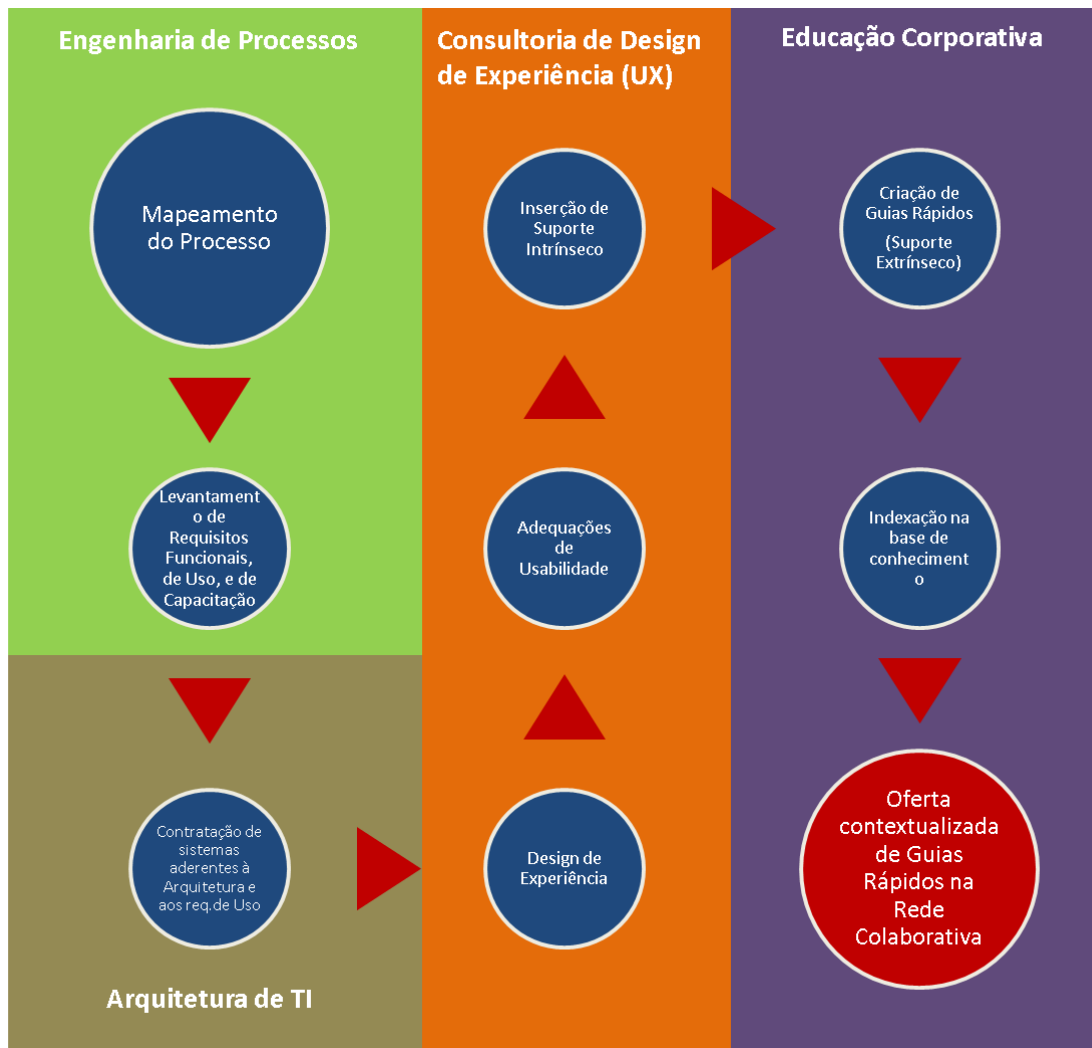 Engenharia de Processos
Mapeamento
do Processo
Levantament
o de
Requisitos
Funcionais,
de Uso, e de
Capacitação
Contratação de
sistemas
aderentes à
Arquitetura e
aos req.de Uso
Arquitetura de TI
Consultoria de Design
de Experiência (UX)
Inserção de
Suporte
Intrínseco
Adequações
de
Usabilidade
Design de
Experiência
Educação Corporativa
Criação de
Guias Rápidos
(Suporte
Extrínseco)
Indexação na
base de
conheciment
o
Oferta
contextualizada
de Guias
Rápidos na
Rede
Colaborativa